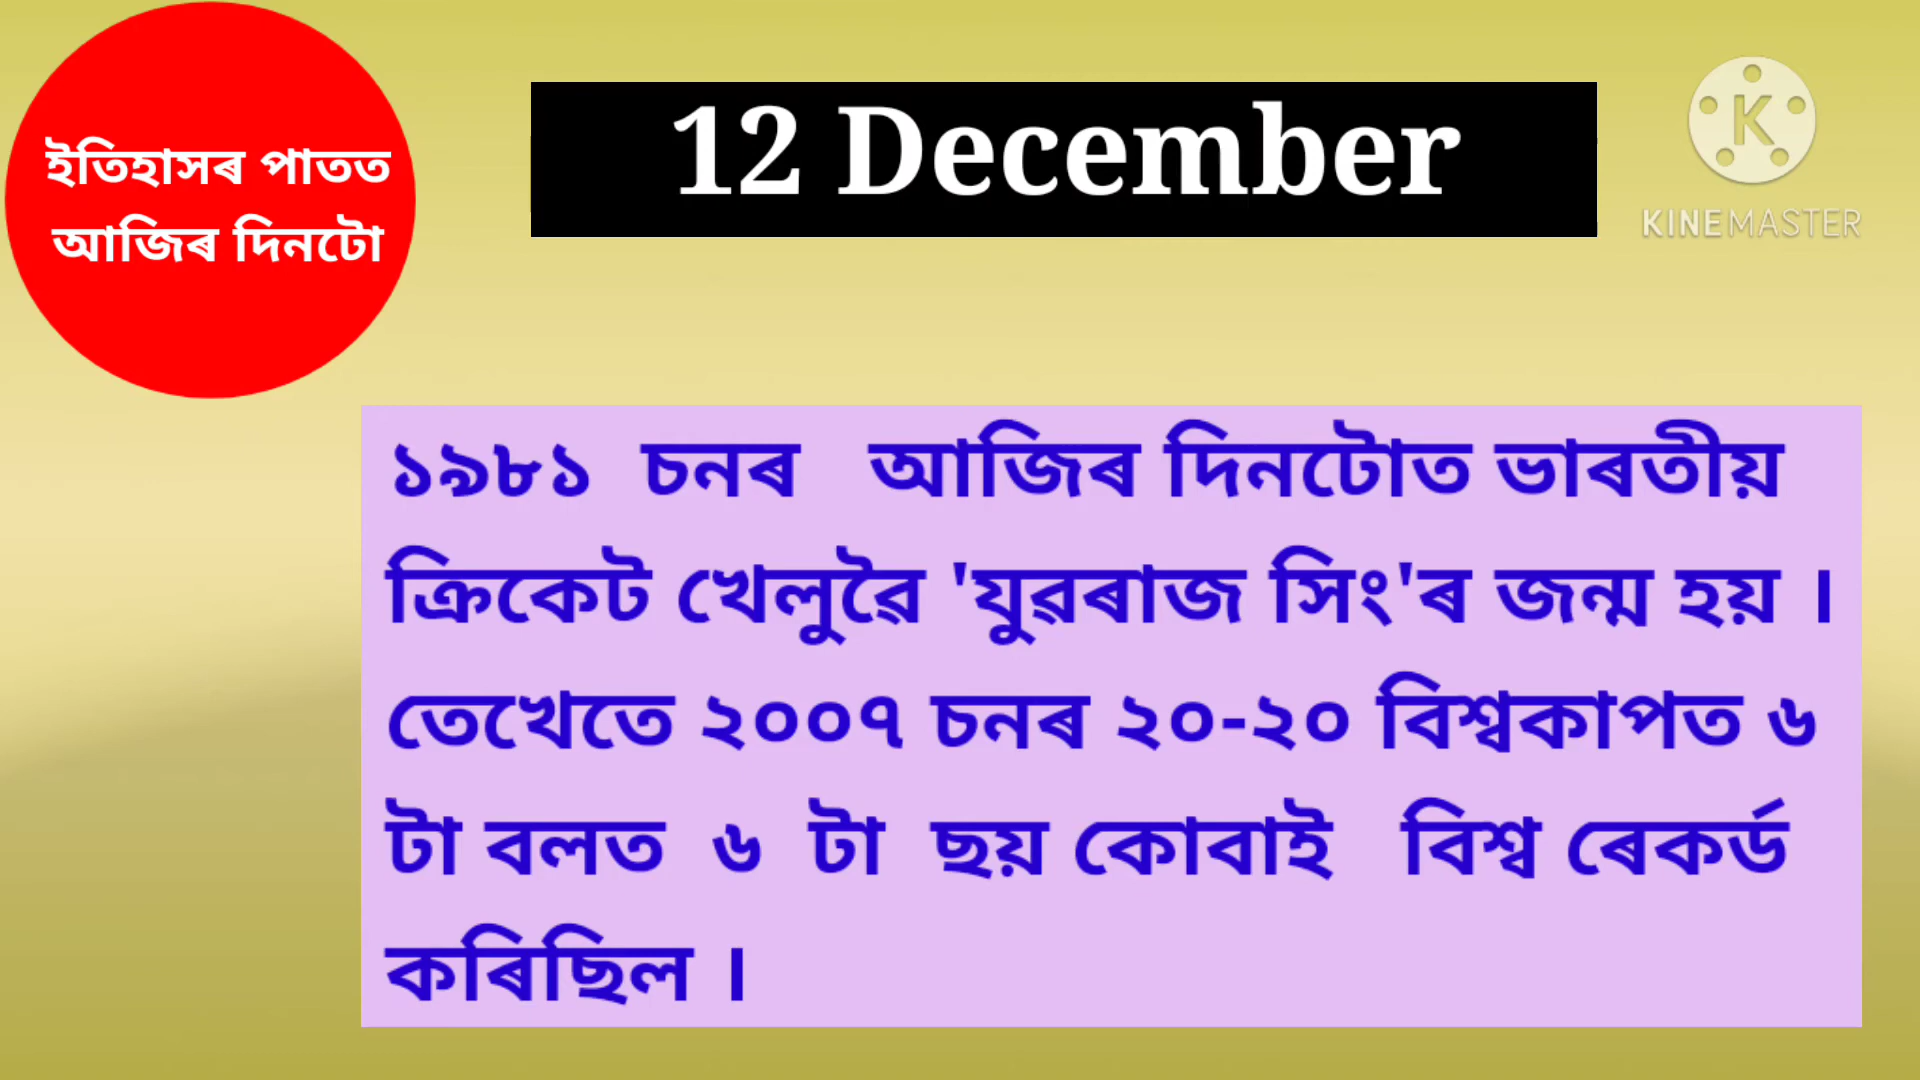 ইতিহাসৰ পাতত
আজিৰ দিনটো
12 December
K
KINEMASTER
১৯৮১ চনৰ আজিৰ দিনটোত ভাৰতীয়
ক্ৰিকেট খেলুৱৈ 'যুৱৰাজ সিং'ৰ জন্ম হয় ।
তেখেতে ২০০৭ চনৰ ২০-২০ বিশ্বকাপত ৬
টা বলত ৬ টা ছয় কোবাই বিশ্ব ৰেকৰ্ড
কৰিছিল ।